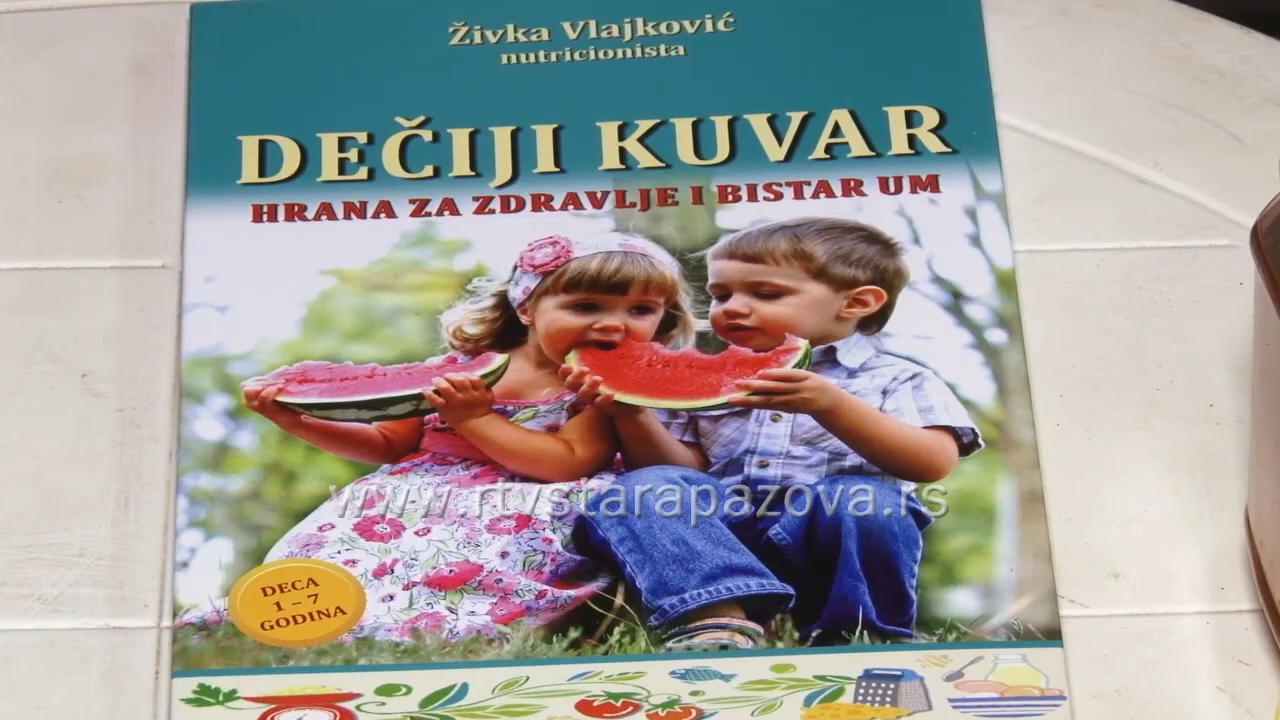 Živka Vlajković
nutricionista
DEČIJI KUVAR
HRANA ZA ZDRAVLJE I BISTAR UM
www.rtvstarapazova.rs
DECA
1 – 7
GODINA